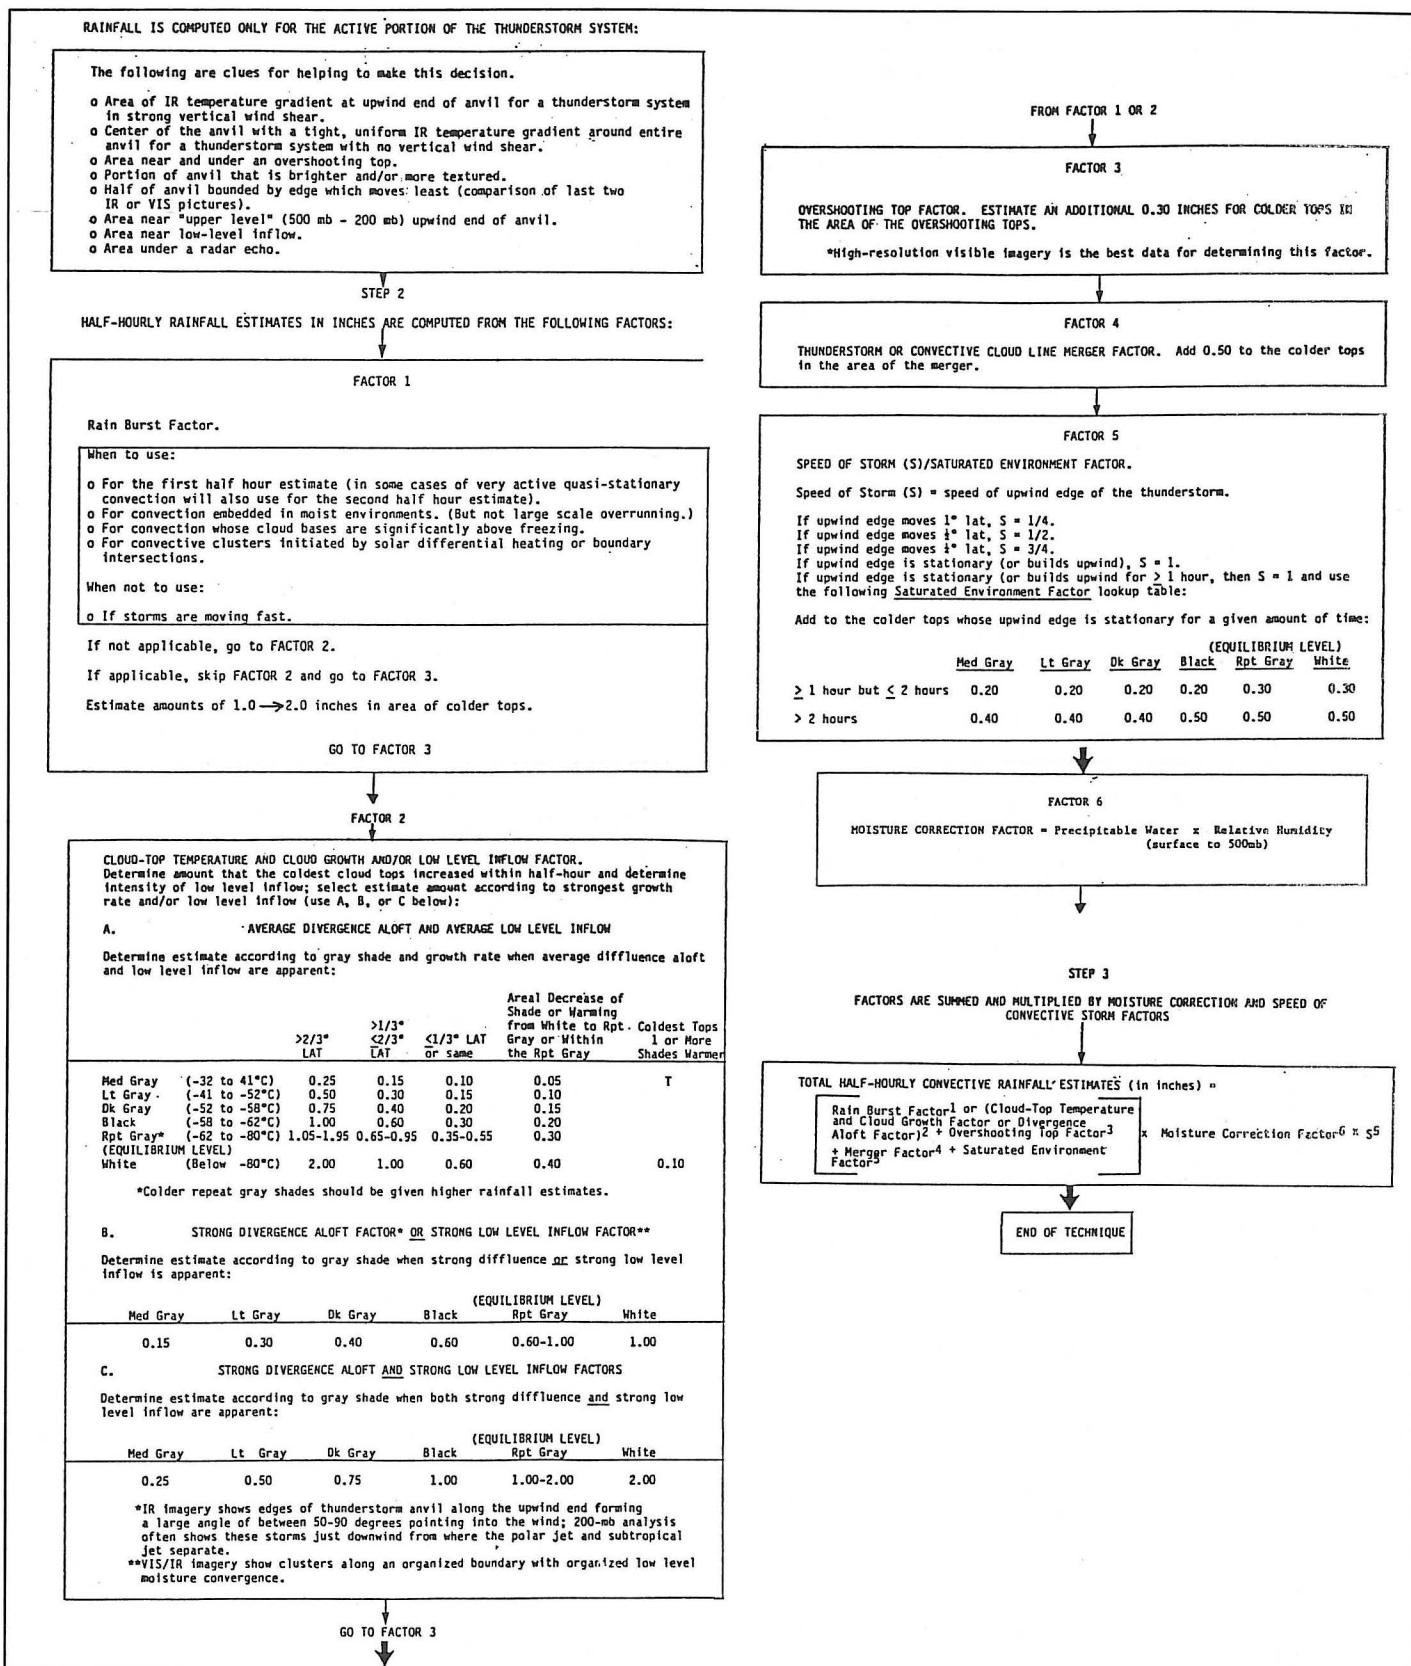 RAINFALL IS COMPUTED ONLY FOR THE ACTIVE PORTION OF THE THUNDERSTORM SYSTEM:
The following are clues for helping to make this decision.
o Area of IR temperature gradient at upwind end of anvil for a thunderstorm system
in strong vertical wind shear.
o Center of the anvil with a tight, uniform IR temperature gradient around entire
anvil for a thunderstorm system with no vertical wind shear.
o Area near and under an overshooting top.
o Portion of anvil that is brighter and/or more textured.
o Half of anvil bounded by edge which moves least (comparison of last two
IR or VIS pictures).
o Area near "upper level" (500 mb - 200 mb) upwind end of anvil.
o Area near low-level inflow.
o Area under a radar echo.
STEP 2
HALF-HOURLY RAINFALL ESTIMATES IN INCHES ARE COMPUTED FROM THE FOLLOWING FACTORS:
FACTOR 1
Rain Burst Factor.
When to use:
o For the first half hour estimate (in some cases of very active quasi-stationary
convection will also use for the second half hour estimate).
o For convection embedded in moist environments. (But not large scale overrunning.)
o For convection whose cloud bases are significantly above freezing.
o For convective clusters initiated by solar differential heating or boundary
intersections.
When not to use:
o If storms are moving fast.
If not applicable, go to FACTOR 2.
If applicable, skip FACTOR 2 and go to FACTOR 3.
Estimate amounts of 1.0→2.0 inches in area of colder tops.
GO TO FACTOR 3
FACTOR 2
CLOUD-TOP TEMPERATURE AND CLOUD GROWTH AND/OR LOW LEVEL INFLOW FACTOR.
Determine amount that the coldest cloud tops increased within half-hour and determine
intensity of low level inflow; select estimate amount according to strongest growth
rate and/or low level inflow (use A, B, or C below):
A. AVERAGE DIVERGENCE ALOFT AND AVERAGE LOW LEVEL INFLOW
Determine estimate according to gray shade and growth rate when average diffluence aloft
and low level inflow are apparent:
Areal Decrease of
Shade or Warming
>1/3° from White to Rpt. Coldest Tops
>2/3° <2/3° ≤1/3° LAT Gray or Within 1 or More
LAT LAT or same the Rpt Gray Shades Warmer
Med Gray (-32 to 41°C) 0.25 0.15 0.10 0.05 T
Lt Gray (-41 to -52°C) 0.50 0.30 0.15 0.10
Dk Gray (-52 to -58°C) 0.75 0.40 0.20 0.15
Black (-58 to -62°C) 1.00 0.60 0.30 0.20
Rpt Gray* (-62 to -80°C) 1.05-1.95 0.65-0.95 0.35-0.55 0.30
(EQUILIBRIUM LEVEL)
White (Below -80°C) 2.00 1.00 0.60 0.40 0.10
*Colder repeat gray shades should be given higher rainfall estimates.
B. STRONG DIVERGENCE ALOFT FACTOR* OR STRONG LOW LEVEL INFLOW FACTOR**
Determine estimate according to gray shade when strong diffluence or strong low level
inflow is apparent:
(EQUILIBRIUM LEVEL)
Med Gray Lt Gray Dk Gray Black Rpt Gray White
0.15 0.30 0.40 0.60 0.60-1.00 1.00
C. STRONG DIVERGENCE ALOFT AND STRONG LOW LEVEL INFLOW FACTORS
Determine estimate according to gray shade when both strong diffluence and strong low
level inflow are apparent:
(EQUILIBRIUM LEVEL)
Med Gray Lt Gray Dk Gray Black Rpt Gray White
0.25 0.50 0.75 1.00 1.00-2.00 2.00
*IR imagery shows edges of thunderstorm anvil along the upwind end forming
a large angle of between 50-90 degrees pointing into the wind; 200-mb analysis
often shows these storms just downwind from where the polar jet and subtropical
jet separate.
**VIS/IR imagery show clusters along an organized boundary with organized low level
moisture convergence.
GO TO FACTOR 3
FROM FACTOR 1 OR 2
FACTOR 3
OVERSHOOTING TOP FACTOR. ESTIMATE AN ADDITIONAL 0.30 INCHES FOR COLDER TOPS IN
THE AREA OF THE OVERSHOOTING TOPS.
*High-resolution visible imagery is the best data for determining this factor.
FACTOR 4
THUNDERSTORM OR CONVECTIVE CLOUD LINE MERGER FACTOR. Add 0.50 to the colder tops
in the area of the merger.
FACTOR 5
SPEED OF STORM (S)/SATURATED ENVIRONMENT FACTOR.
Speed of Storm (S) = speed of upwind edge of the thunderstorm.
If upwind edge moves 1° lat, S = 1/4.
If upwind edge moves lat, S = 1/2.
If upwind edge moves lat, S = 3/4.
If upwind edge is stationary (or builds upwind), S = 1.
If upwind edge is stationary (or builds upwind for ≥ 1 hour, then S = 1 and use
the following Saturated Environment Factor lookup table:
Add to the colder tops whose upwind edge is stationary for a given amount of time:
(EQUILIBRIUM LEVEL)
Med Gray Lt Gray Dk Gray Black Rpt Gray White
≥ 1 hour but ≤ 2 hours 0.20 0.20 0.20 0.20 0.30 0.30
> 2 hours 0.40 0.40 0.40 0.50 0.50 0.50
FACTOR 6
MOISTURE CORRECTION FACTOR = Precipitable Water x Relative Humidity
(surface to 500mb)
STEP 3
FACTORS ARE SUMMED AND MULTIPLIED BY MOISTURE CORRECTION AND SPEED OF
CONVECTIVE STORM FACTORS
TOTAL HALF-HOURLY CONVECTIVE RAINFALL ESTIMATES (in inches) =
Rain Burst Factor¹ or (Cloud-Top Temperature
and Cloud Growth Factor or Divergence
Aloft Factor)² + Overshooting Top Factor³ x Moisture Correction Factor⁶ x S⁵
+ Merger Factor⁴ + Saturated Environment
Factor⁵
END OF TECHNIQUE